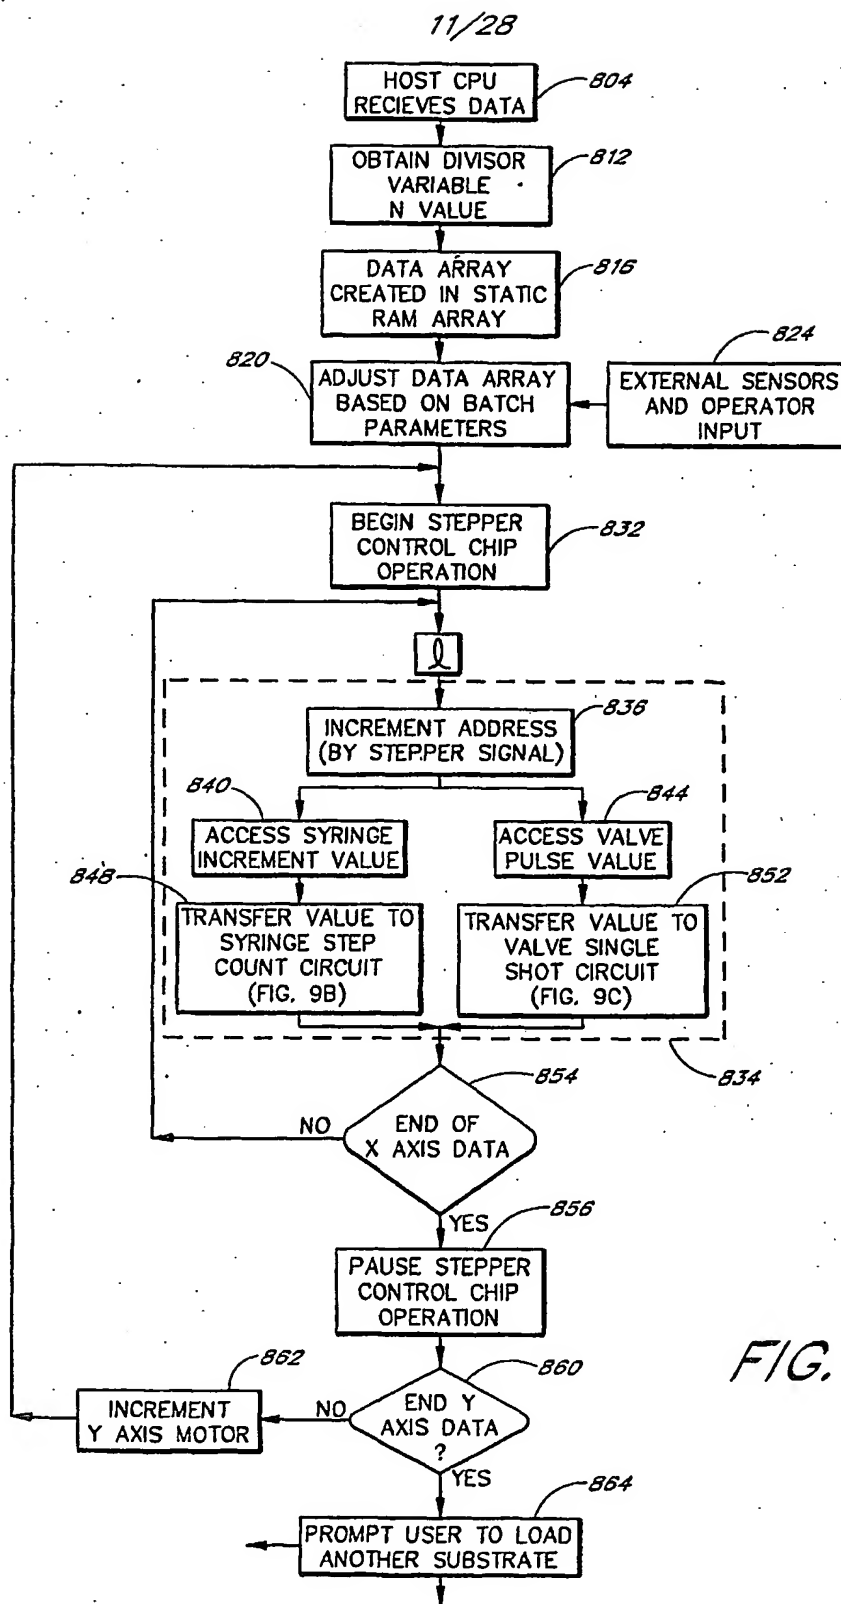 11/28
HOST CPU
RECIEVES DATA
804
OBTAIN DIVISOR
VARIABLE
N VALUE
812
DATA ARRAY
CREATED IN STATIC
RAM ARRAY
816
820
ADJUST DATA ARRAY
BASED ON BATCH
PARAMETERS
824
EXTERNAL SENSORS
AND OPERATOR
INPUT
BEGIN STEPPER
CONTROL CHIP
OPERATION
832
l
836
INCREMENT ADDRESS
(BY STEPPER SIGNAL)
840
ACCESS SYRINGE
INCREMENT VALUE
844
ACCESS VALVE
PULSE VALUE
848
TRANSFER VALUE TO
SYRINGE STEP
COUNT CIRCUIT
(FIG. 9B)
852
TRANSFER VALUE TO
VALVE SINGLE
SHOT CIRCUIT
(FIG. 9C)
834
854
END OF
X AXIS DATA
NO
YES
856
PAUSE STEPPER
CONTROL CHIP
OPERATION
FIG.
860
END Y
AXIS DATA
?
NO
862
INCREMENT
Y AXIS MOTOR
YES
864
PROMPT USER TO LOAD
ANOTHER SUBSTRATE